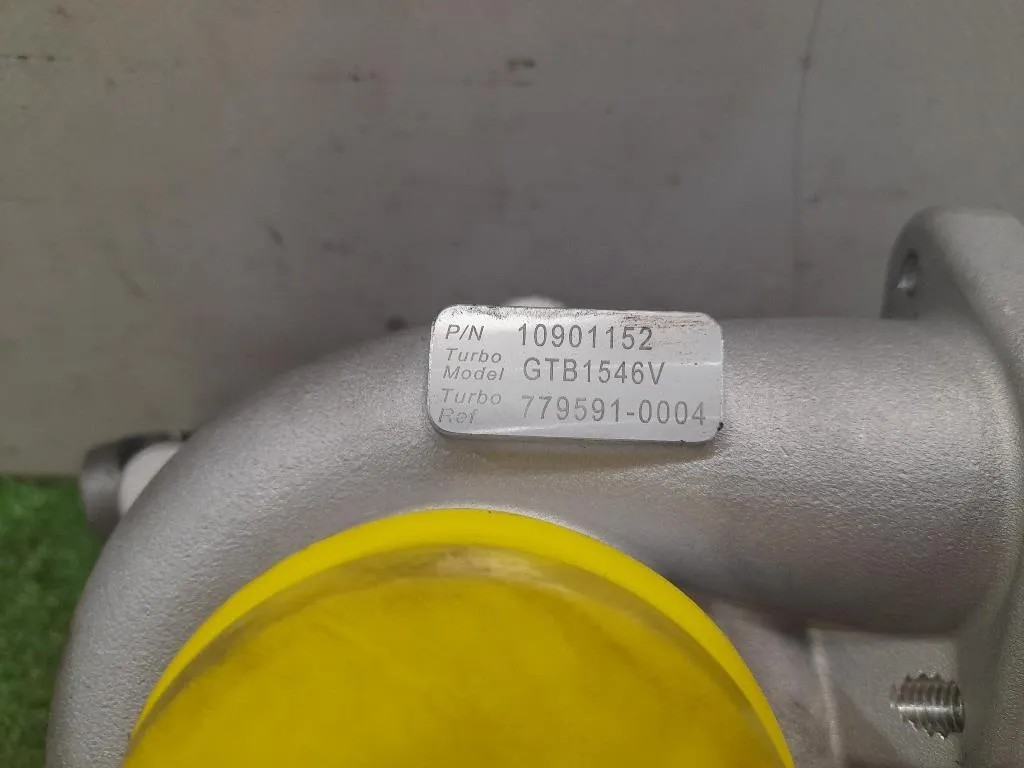 P/N 10901152
Turbo Model GTB1546V
Turbo Ref 779591-0004